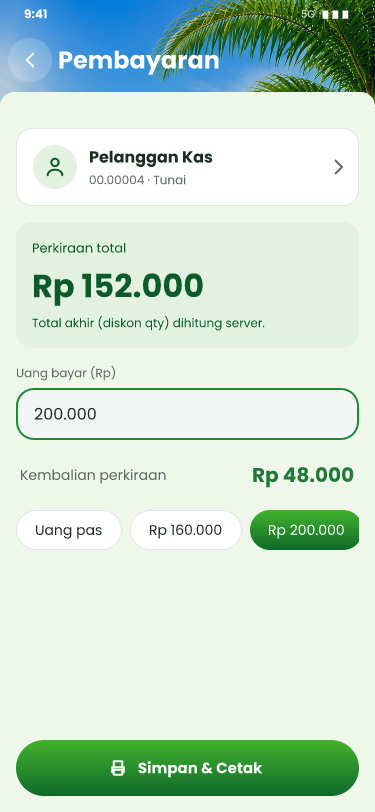 9:41
5G
Pembayaran
Pelanggan Kas
00.00004 · Tunai
Perkiraan total
Rp 152.000
Total akhir (diskon qty) dihitung server.
Uang bayar (Rp)
200.000
Kembalian perkiraan Rp 48.000
Uang pas Rp 160.000 Rp 200.000
Simpan & Cetak